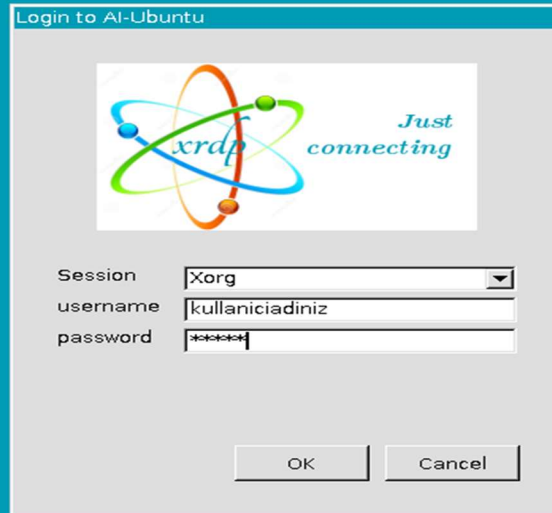 Login to AI-Ubuntu
xrdp
Just
connecting
Session
Xorg
username
kullaniciadiniz
password
*****
OK
Cancel